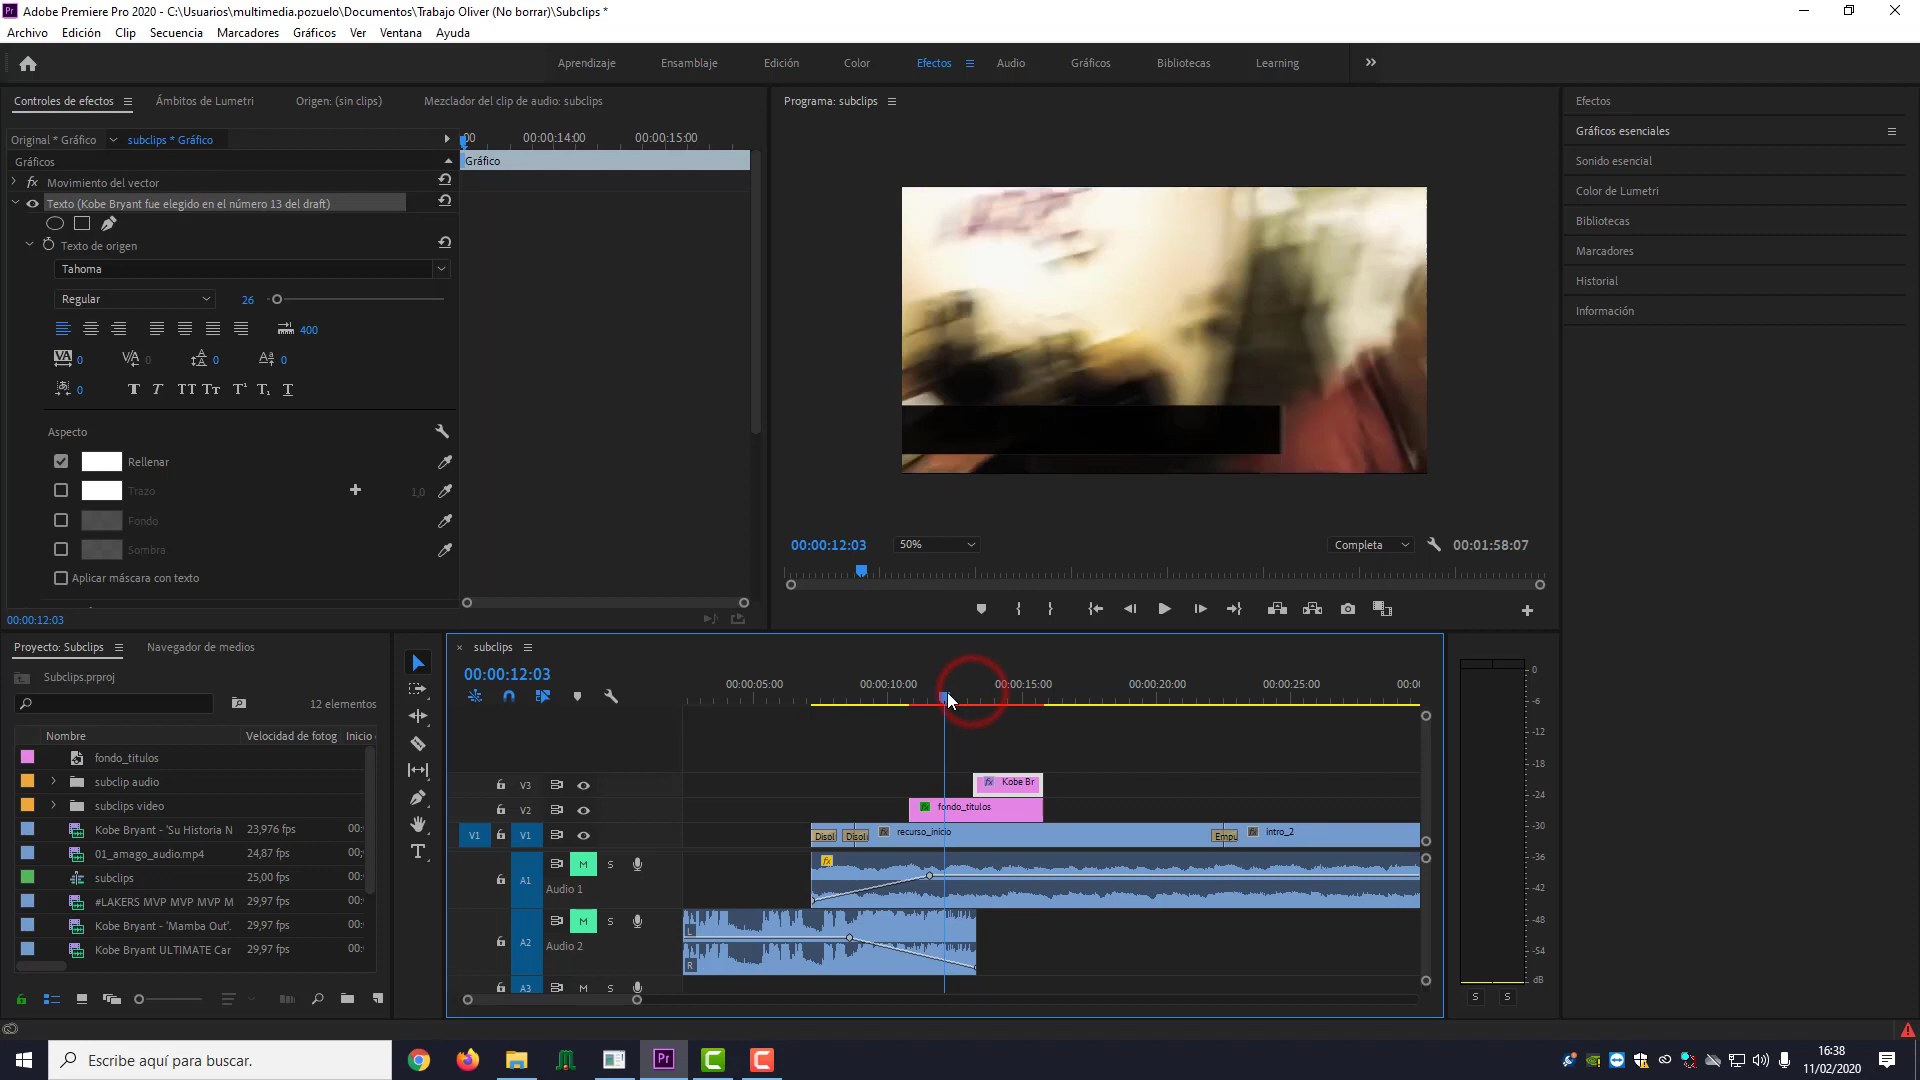 Adobe Premiere Pro 2020 - C:\Usuarios\multimedia.pozuelo\Documentos\Trabajo Oliver (No borrar)\Subclips *
Archivo Edición Clip Secuencia Marcadores Gráficos Ver Ventana Ayuda
Aprendizaje Ensamblaje Edición Color Efectos Audio Gráficos Bibliotecas Learning
Controles de efectos Ámbitos de Lumetri Origen: (sin clips) Mezclador del clip de audio: subclips
Original * Gráfico subclips * Gráfico
:00 00:00:14:00 00:00:15:00
Gráficos
Gráfico
Movimiento del vector
Texto (Kobe Bryant fue elegido en el número 13 del draft)
Texto de origen
Tahoma
Regular 26
400
0 0 0 0
0
Aspecto
Rellenar
Trazo 1,0
Fondo
Sombra
Aplicar máscara con texto
00:00:12:03
Programa: subclips
00:00:12:03 50% Completa 00:01:58:07
Efectos
Gráficos esenciales
Sonido esencial
Color de Lumetri
Bibliotecas
Marcadores
Historial
Información
Proyecto: Subclips Navegador de medios
Subclips.prproj
12 elementos
Nombre Velocidad de fotog Inicio
fondo_titulos
subclip audio
subclips video
Kobe Bryant - 'Su Historia N 23,976 fps 00:
01_amago_audio.mp4 24,87 fps 00;
subclips 25,00 fps 00:
#LAKERS MVP MVP MVP M 29,97 fps 00:
Kobe Bryant - 'Mamba Out'. 29,97 fps 00:
Kobe Bryant ULTIMATE Car 29,97 fps 00:
subclips
00:00:12:03
00:00:05:00 00:00:10:00 00:00:15:00 00:00:20:00 00:00:25:00 00:00
V3 Kobe Br
V2 fondo_titulos
V1 V1 Disol Disol recurso_inicio Empu intro_2
A1 M S
Audio 1
A2 M S
Audio 2
L
R
A3 M S
0
-6
-12
-18
-24
-30
-36
-42
-48
-54
dB
S S
Escribe aquí para buscar.
Pr
16:38
11/02/2020